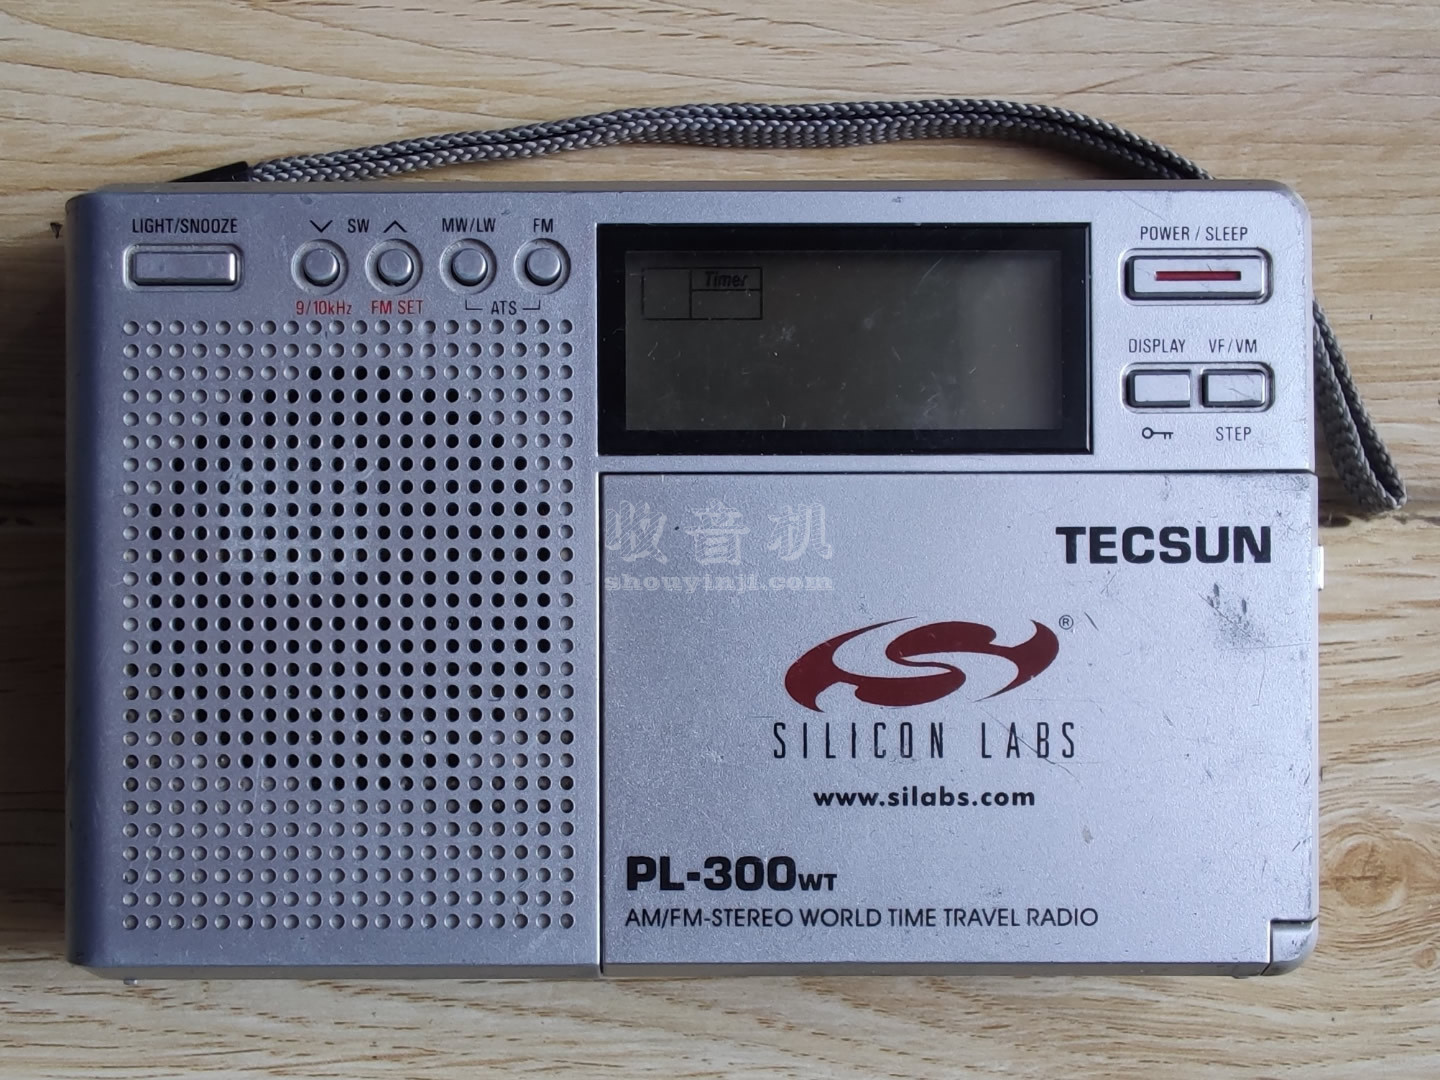 LIGHT/SNOOZE
SW
MW/LW
FM
9/10kHz
FM SET
ATS
Timer
POWER / SLEEP
DISPLAY
VF/VM
STEP
TECSUN
收音机
shouyinji.com
®
SILICON LABS
www.silabs.com
PL-300WT
AM/FM-STEREO WORLD TIME TRAVEL RADIO